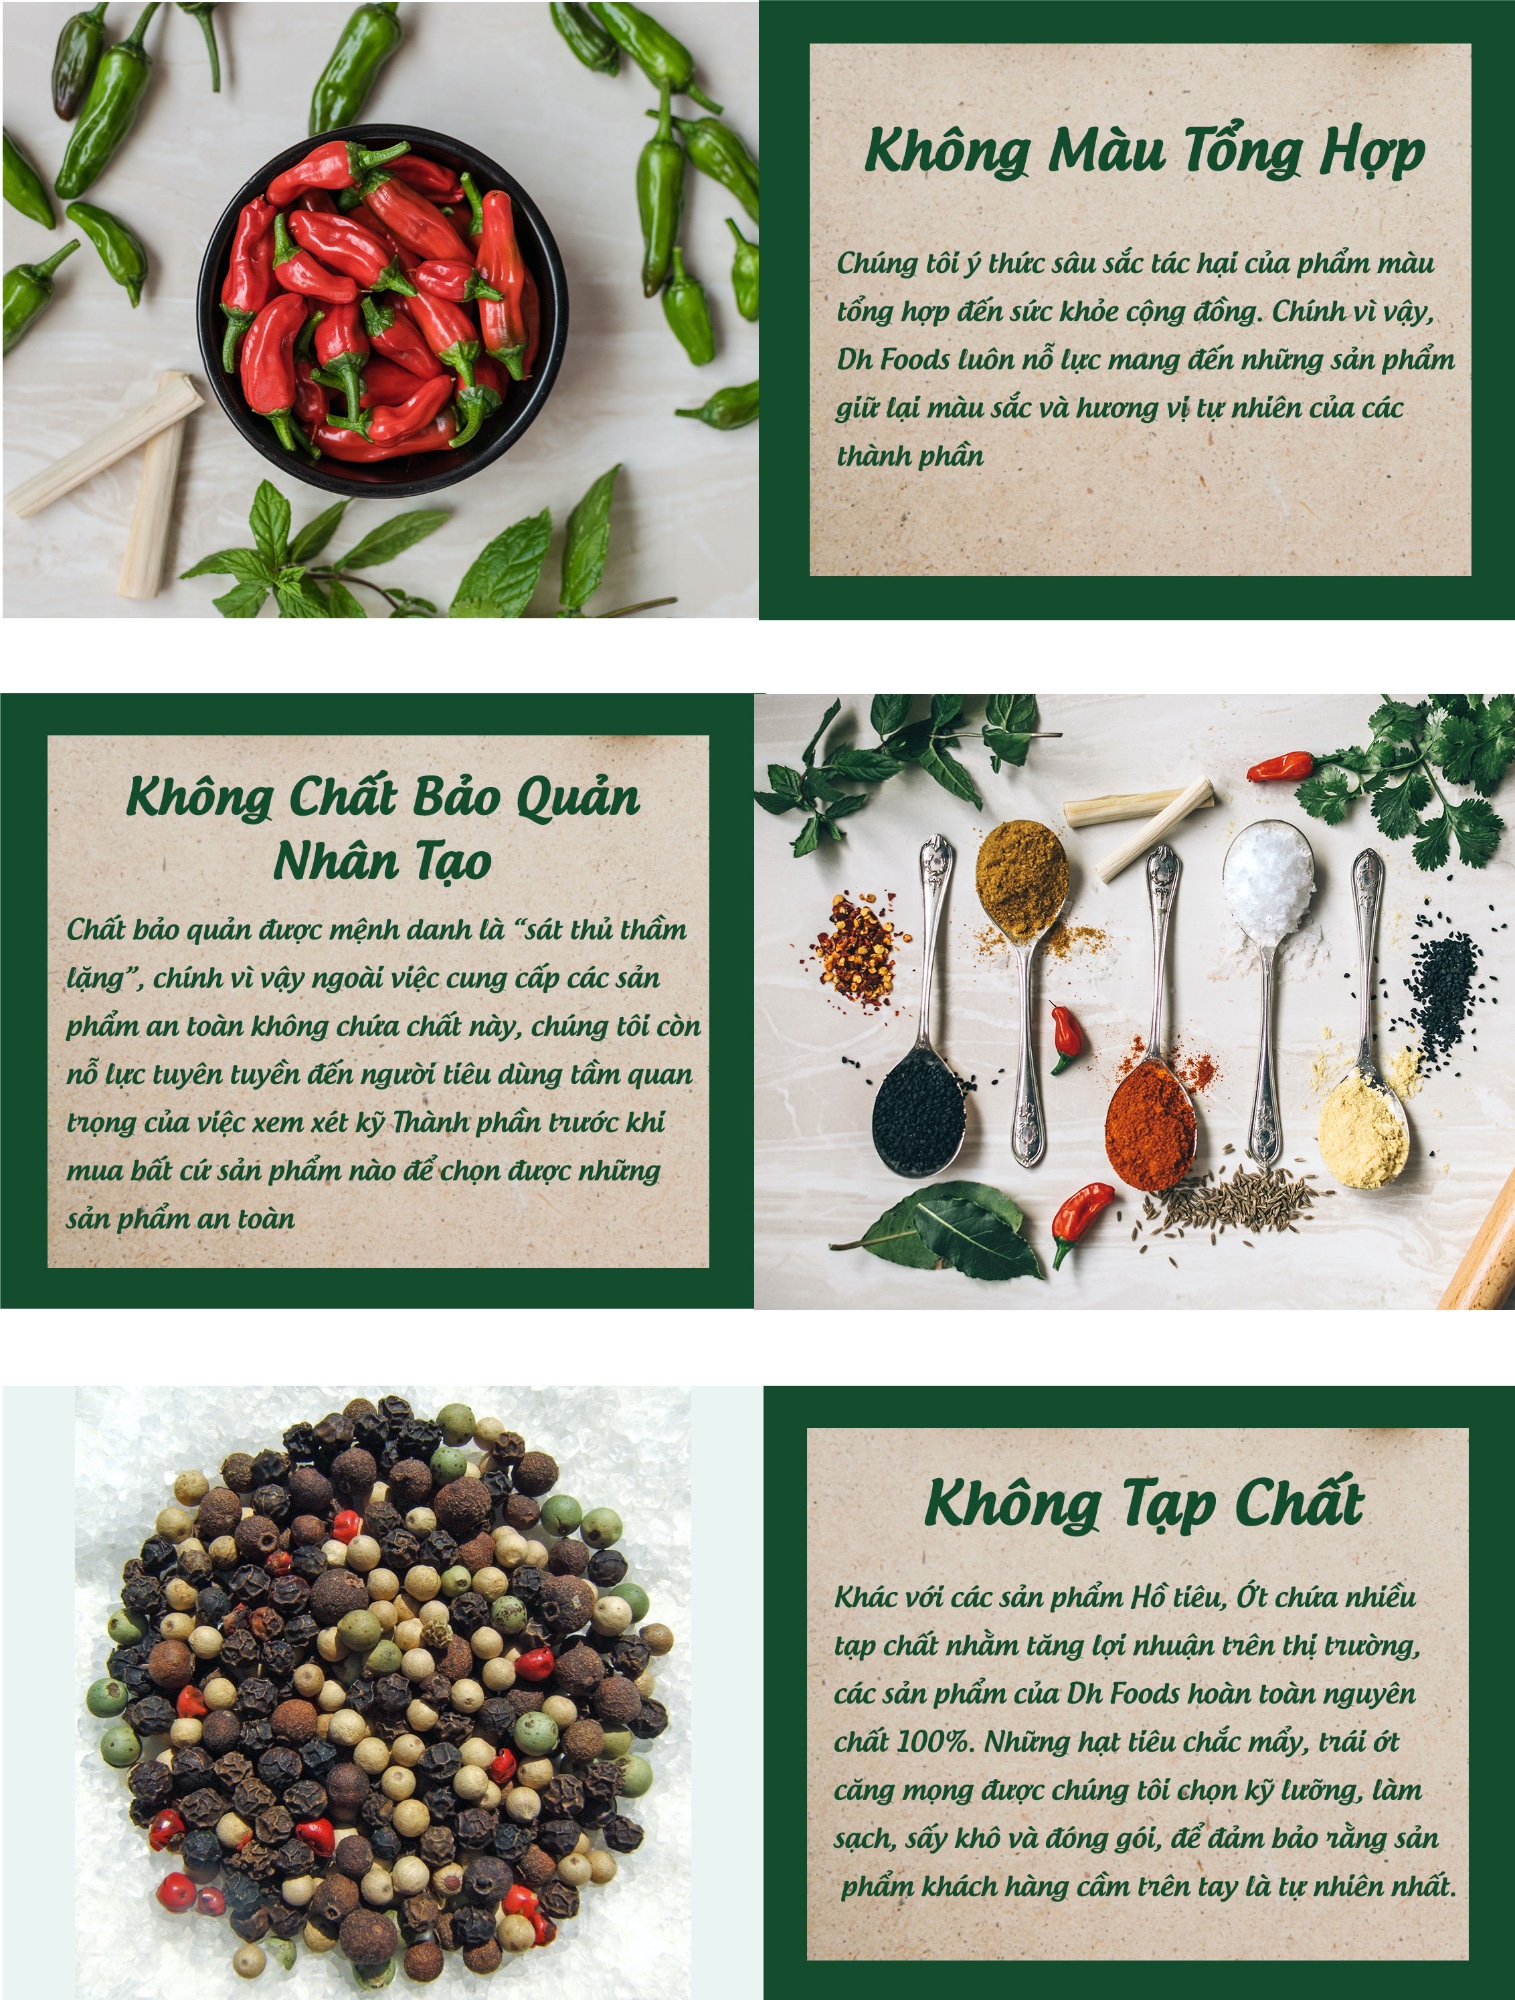 Không Màu Tổng Hợp
Chúng tôi ý thức sâu sắc tác hại của phẩm màu
tổng hợp đến sức khỏe cộng đồng. Chính vì vậy,
Dh Foods luôn nỗ lực mang đến những sản phẩm
giữ lại màu sắc và hương vị tự nhiên của các
thành phần
Không Chất Bảo Quản
Nhân Tạo
Chất bảo quản được mệnh danh là “sát thủ thầm
lặng”, chính vì vậy ngoài việc cung cấp các sản
phẩm an toàn không chứa chất này, chúng tôi còn
nỗ lực tuyên tuyền đến người tiêu dùng tầm quan
trọng của việc xem xét kỹ Thành phần trước khi
mua bất cứ sản phẩm nào để chọn được những
sản phẩm an toàn
Không Tạp Chất
Khác với các sản phẩm Hồ tiêu, Ớt chứa nhiều
tạp chất nhằm tăng lợi nhuận trên thị trường,
các sản phẩm của Dh Foods hoàn toàn nguyên
chất 100%. Những hạt tiêu chắc mẩy, trái ớt
căng mọng được chúng tôi chọn kỹ lưỡng, làm
sạch, sấy khô và đóng gói, để đảm bảo rằng sản
phẩm khách hàng cầm trên tay là tự nhiên nhất.